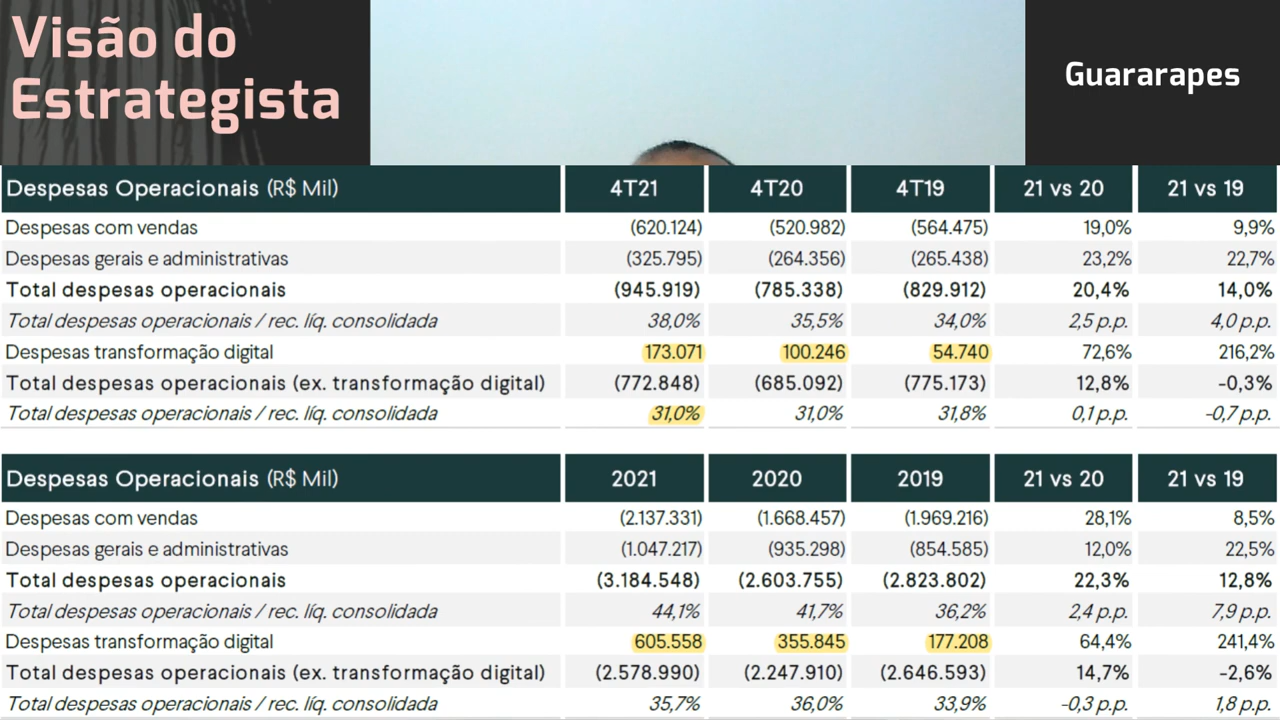 Visão do
Estrategista
Guararapes
Despesas Operacionais (R$ Mil) 4T21 4T20 4T19 21 vs 20 21 vs 19
Despesas com vendas (620.124) (520.982) (564.475) 19,0% 9,9%
Despesas gerais e administrativas (325.795) (264.356) (265.438) 23,2% 22,7%
Total despesas operacionais (945.919) (785.338) (829.912) 20,4% 14,0%
Total despesas operacionais / rec. líq. consolidada 38,0% 35,5% 34,0% 2,5 p.p. 4,0 p.p.
Despesas transformação digital 173.071 100.246 54.740 72,6% 216,2%
Total despesas operacionais (ex. transformação digital) (772.848) (685.092) (775.173) 12,8% -0,3%
Total despesas operacionais / rec. líq. consolidada 31,0% 31,0% 31,8% 0,1 p.p. -0,7 p.p.
Despesas Operacionais (R$ Mil) 2021 2020 2019 21 vs 20 21 vs 19
Despesas com vendas (2.137.331) (1.668.457) (1.969.216) 28,1% 8,5%
Despesas gerais e administrativas (1.047.217) (935.298) (854.585) 12,0% 22,5%
Total despesas operacionais (3.184.548) (2.603.755) (2.823.802) 22,3% 12,8%
Total despesas operacionais / rec. líq. consolidada 44,1% 41,7% 36,2% 2,4 p.p. 7,9 p.p.
Despesas transformação digital 605.558 355.845 177.208 64,4% 241,4%
Total despesas operacionais (ex. transformação digital) (2.578.990) (2.247.910) (2.646.593) 14,7% -2,6%
Total despesas operacionais / rec. líq. consolidada 35,7% 36,0% 33,9% -0,3 p.p. 1,8 p.p.